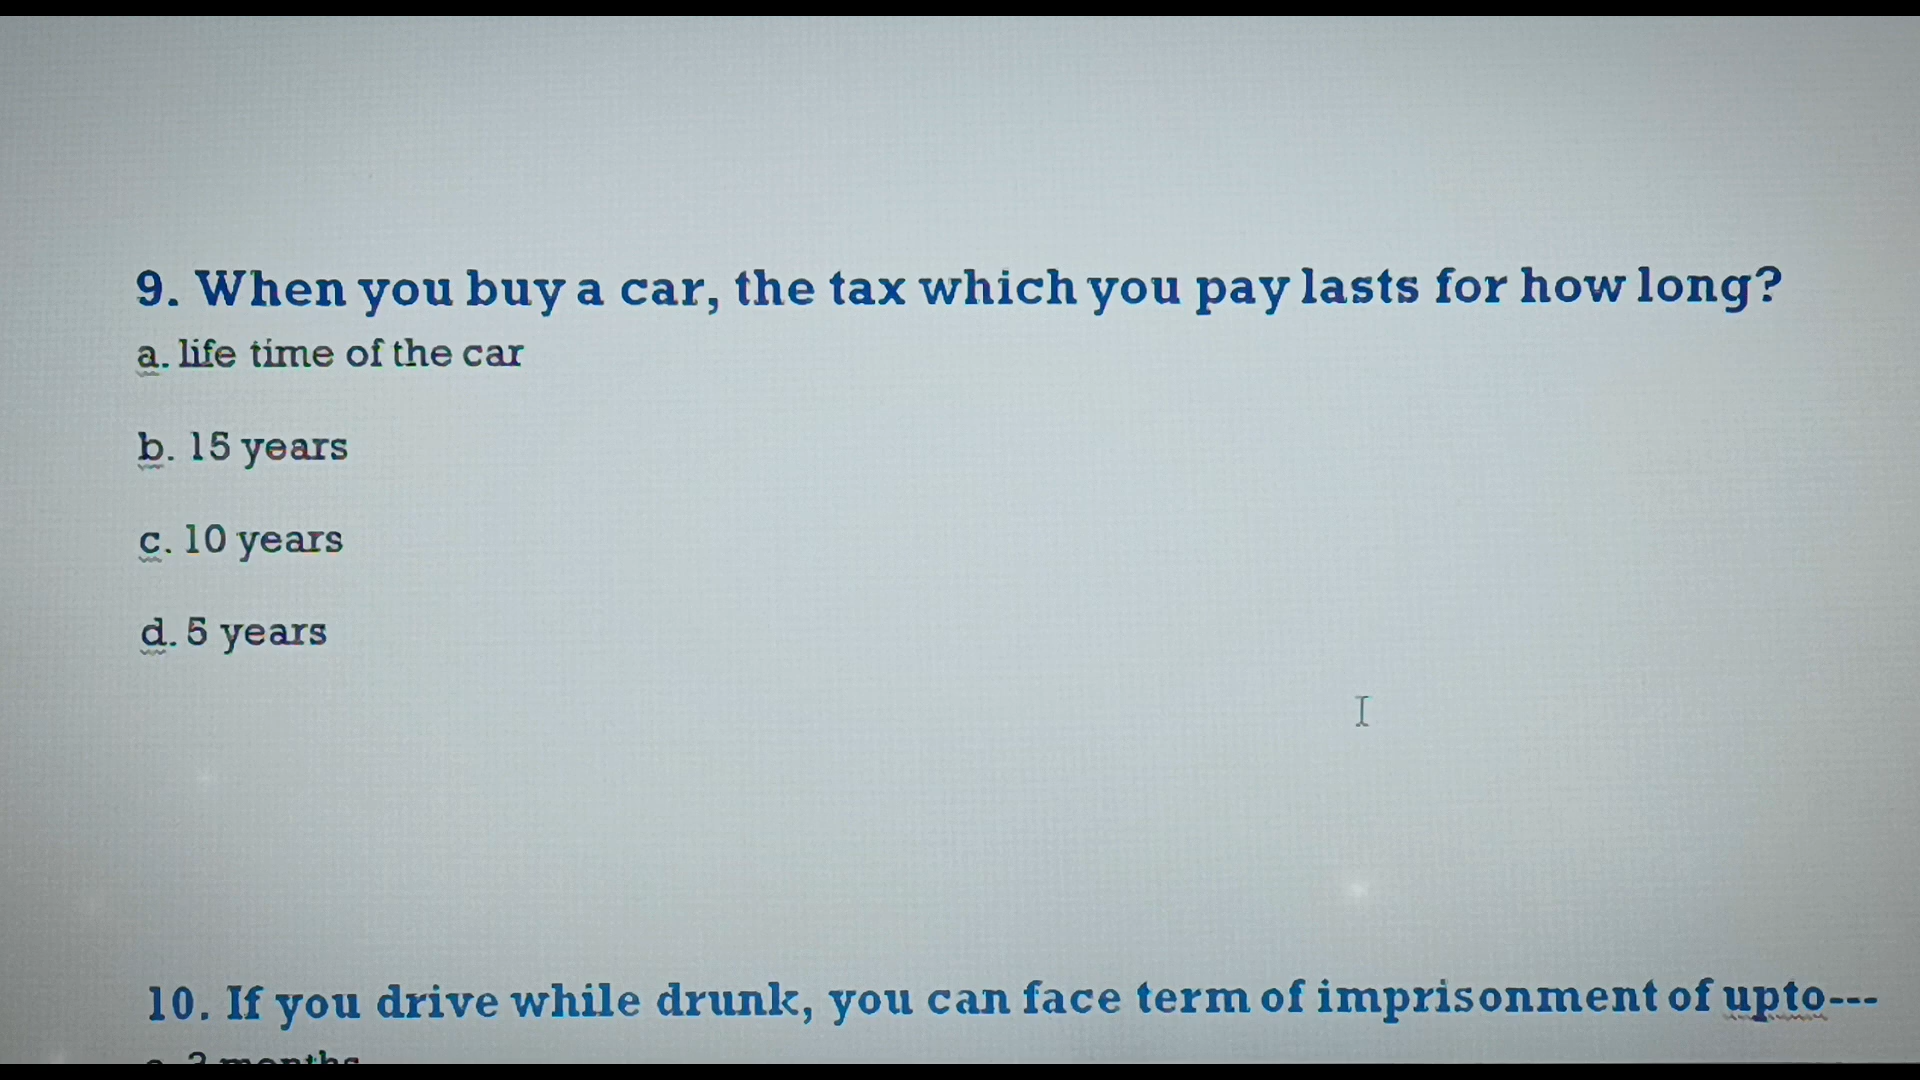 9. When you buy a car, the tax which you pay lasts for how long?
a. life time of the car
b. 15 years
c. 10 years
d. 5 years
10. If you drive while drunk, you can face term of imprisonment of upto---
months